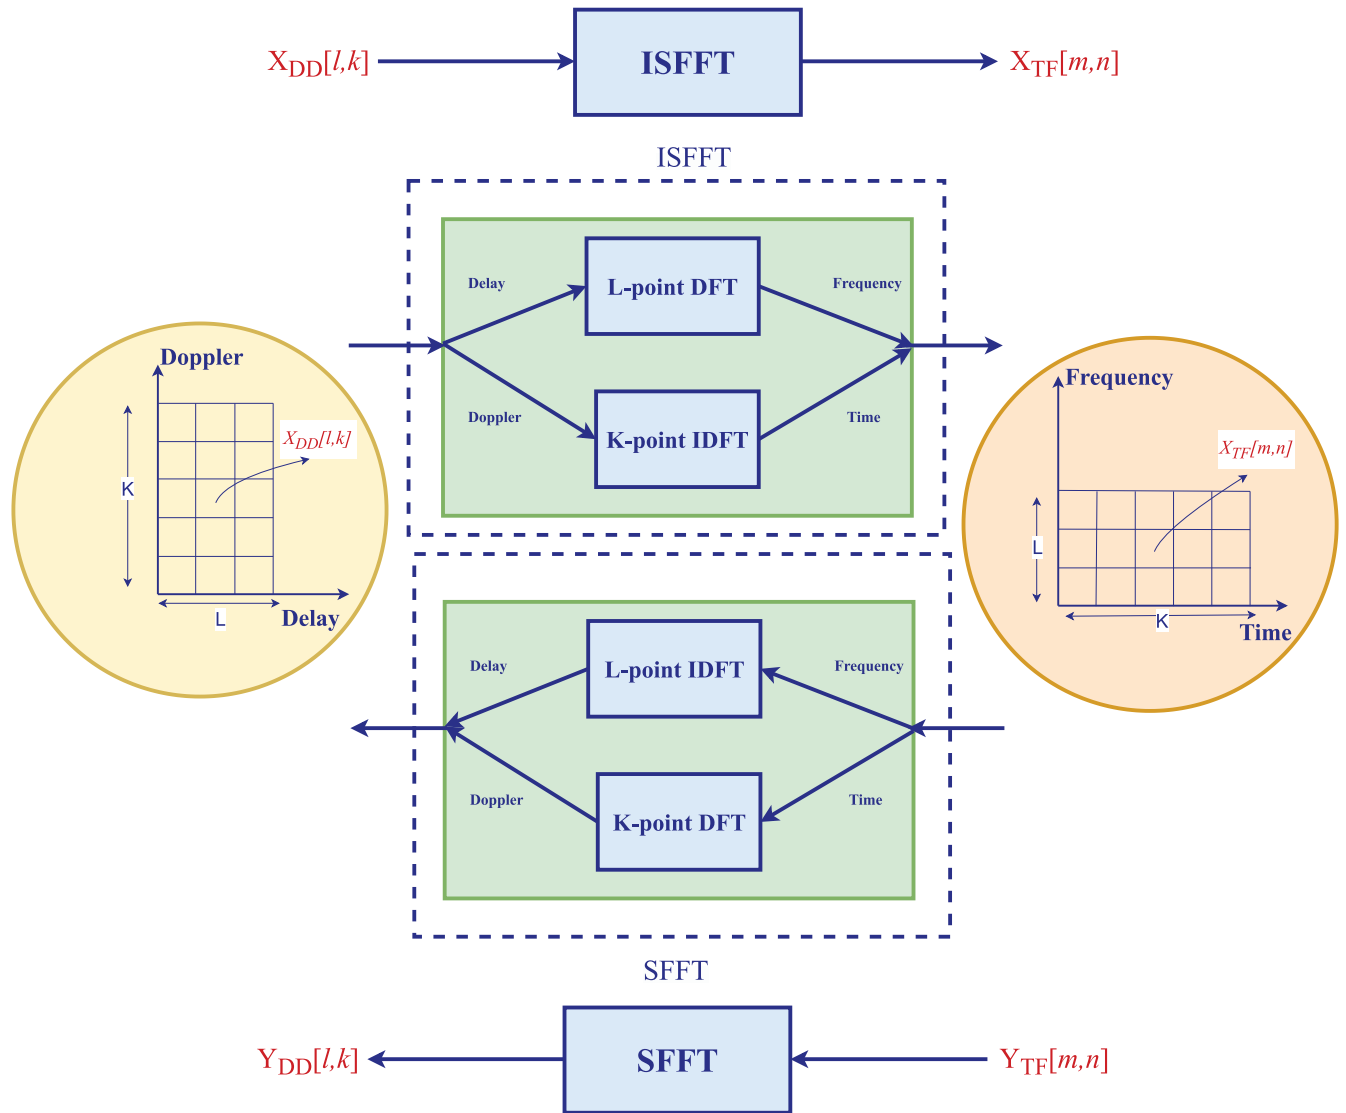 X_DD[l,k]
ISFFT
X_TF[m,n]
ISFFT
Delay
L-point DFT
Frequency
Doppler
K-point IDFT
Time
Doppler
X_DD[l,k]
K
L
Delay
Frequency
X_TF[m,n]
L
K
Time
Delay
L-point IDFT
Frequency
Doppler
K-point DFT
Time
SFFT
Y_DD[l,k]
SFFT
Y_TF[m,n]